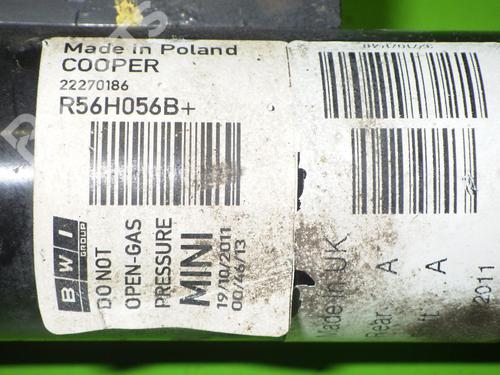 Made in Poland
COOPER
22270186
R56H056B+
BWI
GROUP
DO NOT
OPEN-GAS
PRESSURE
MINI
19/10/2011
00/46/13
Made in UK
Rear
A
A
2011